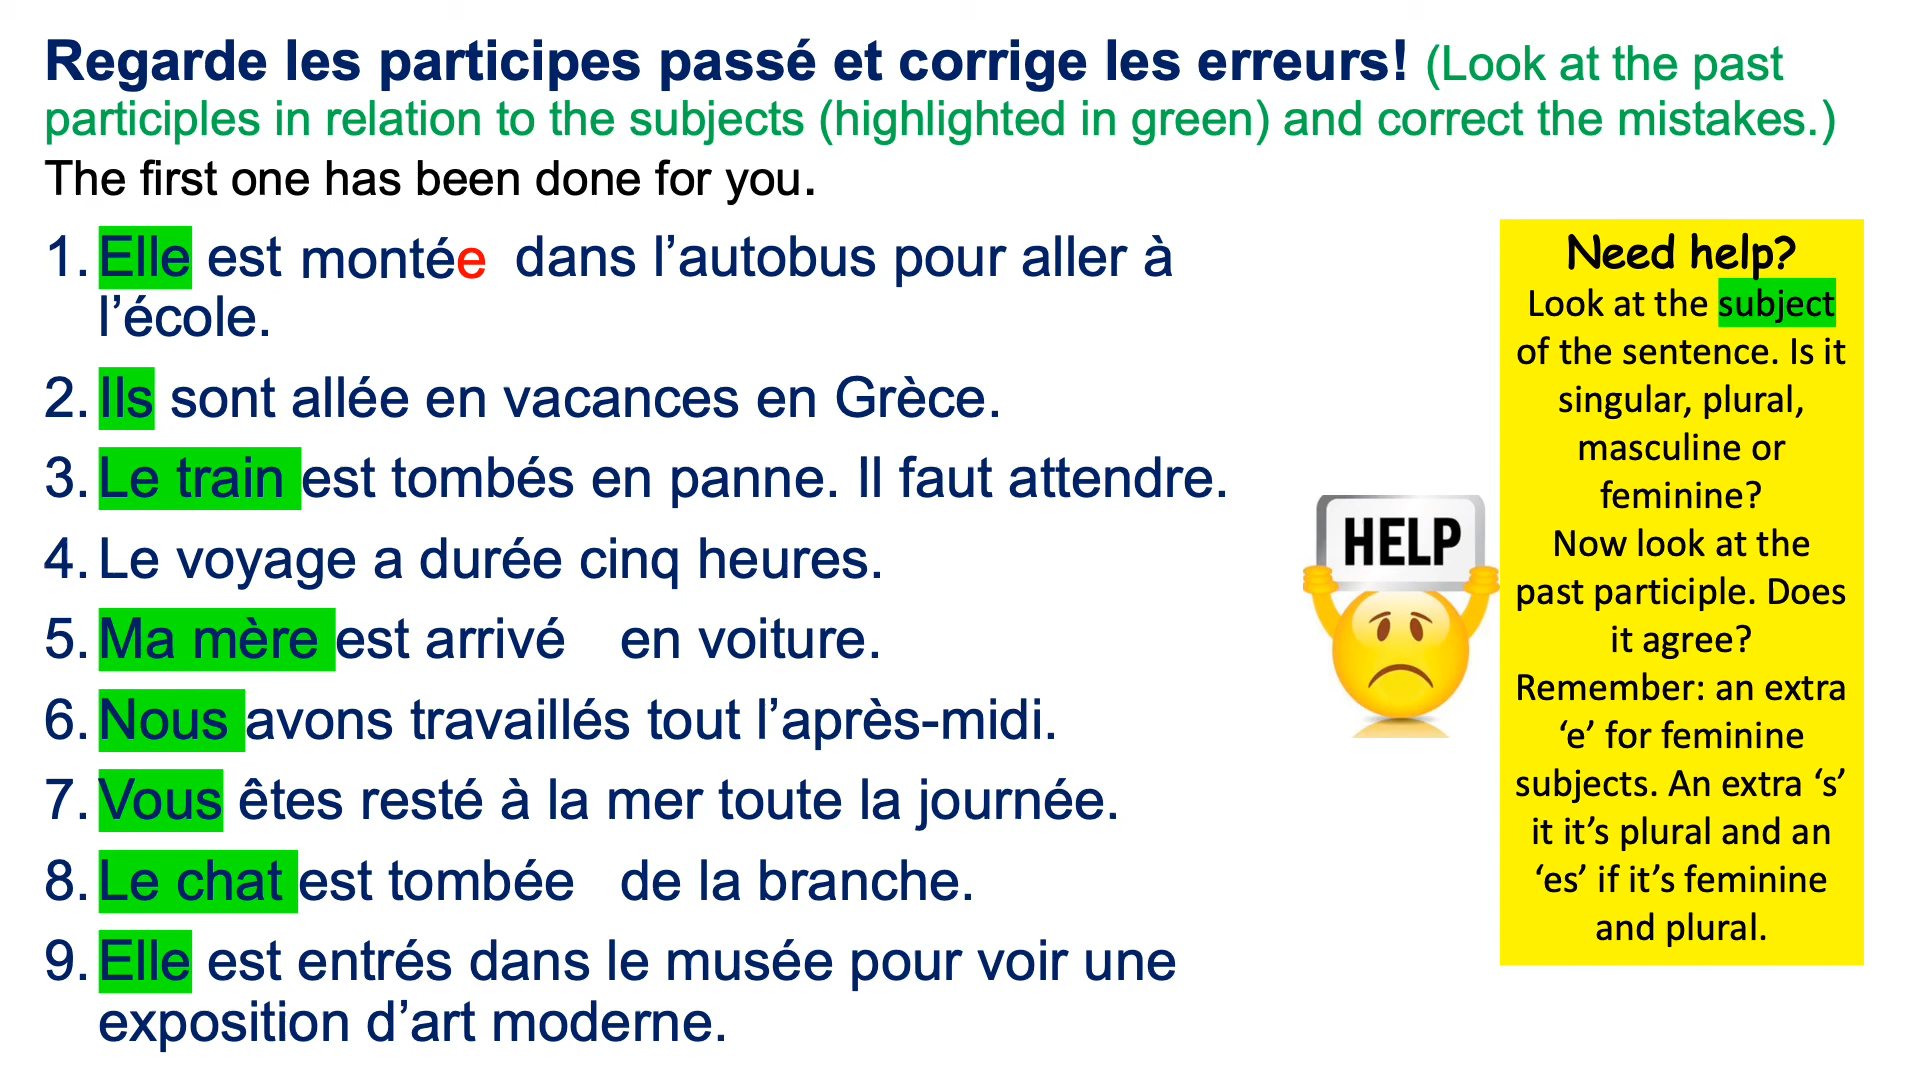 Regarde les participes passé et corrige les erreurs! (Look at the past
participles in relation to the subjects (highlighted in green) and correct the mistakes.)
The first one has been done for you.
1. Elle est montée dans l’autobus pour aller à
l’école.
2. Ils sont allée en vacances en Grèce.
3. Le train est tombés en panne. Il faut attendre.
4. Le voyage a durée cinq heures.
5. Ma mère est arrivé en voiture.
6. Nous avons travaillés tout l’après-midi.
7. Vous êtes resté à la mer toute la journée.
8. Le chat est tombée de la branche.
9. Elle est entrés dans le musée pour voir une
exposition d’art moderne.
HELP
Need help?
Look at the subject
of the sentence. Is it
singular, plural,
masculine or
feminine?
Now look at the
past participle. Does
it agree?
Remember: an extra
‘e’ for feminine
subjects. An extra ‘s’
it it’s plural and an
‘es’ if it’s feminine
and plural.